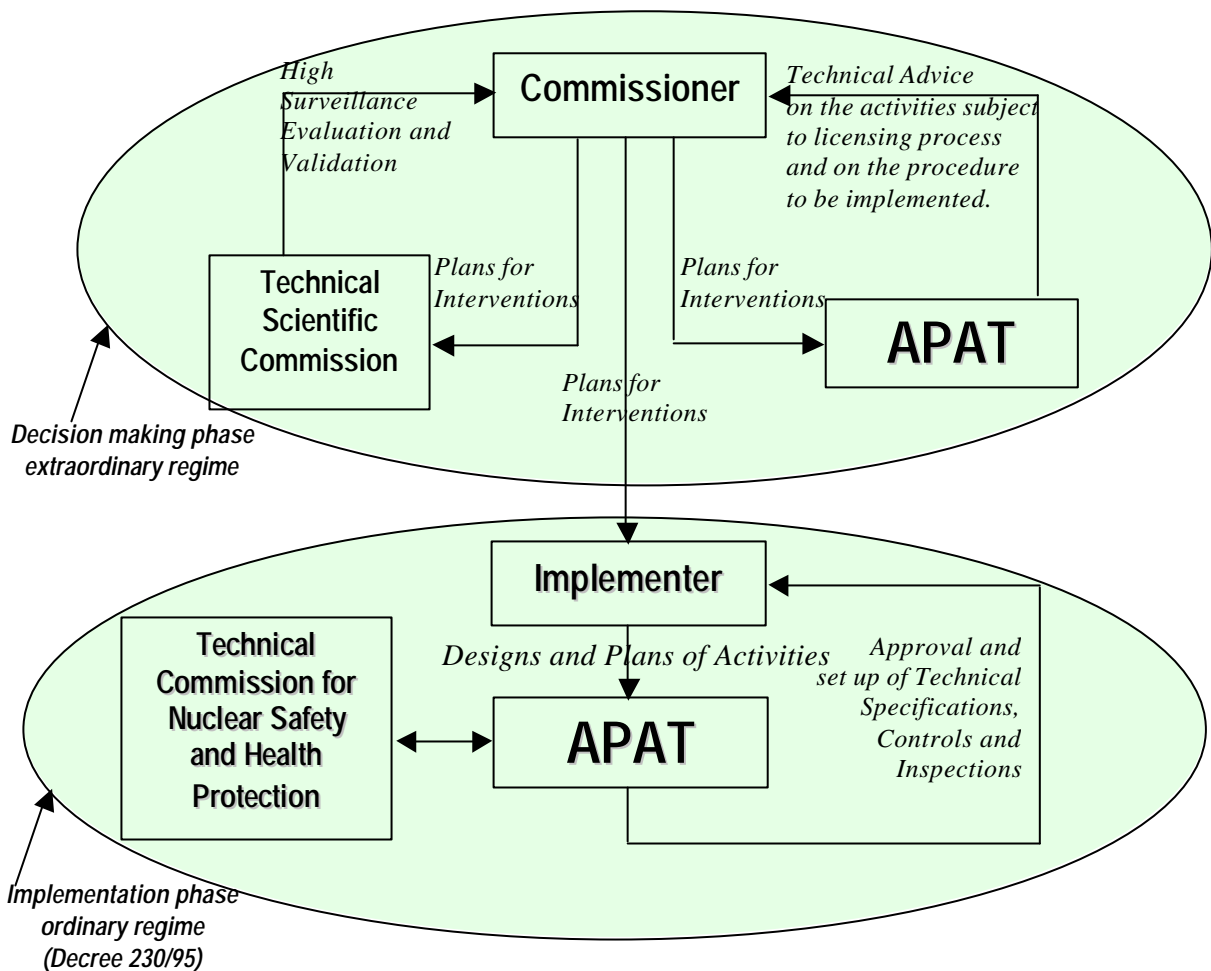 High
Surveillance
Evaluation and
Validation
Commissioner
Technical Advice
on the activities subject
to licensing process
and on the procedure
to be implemented.
Technical
Scientific
Commission
Plans for
Interventions
Plans for
Interventions
APAT
Plans for
Interventions
Decision making phase
extraordinary regime
Implementer
Technical
Commission for
Nuclear Safety
and Health
Protection
Designs and Plans of Activities
APAT
Approval and
set up of Technical
Specifications,
Controls and
Inspections
Implementation phase
ordinary regime
(Decree 230/95)